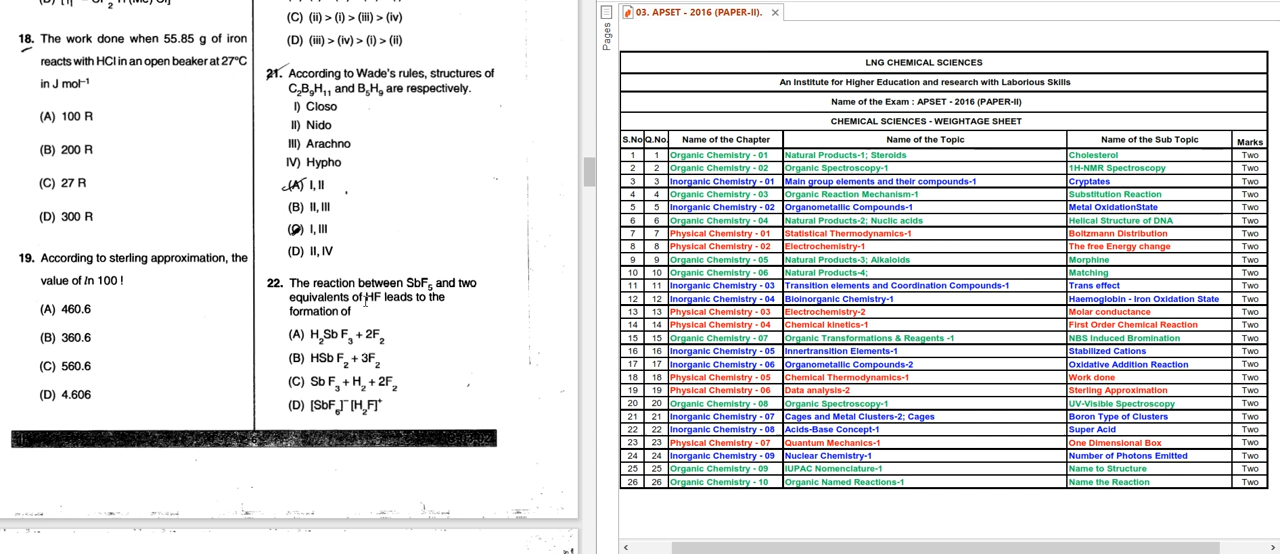 18. The work done when 55.85 g of iron
reacts with HCl in an open beaker at 27°C
in J mol⁻¹
(A) 100 R
(B) 200 R
(C) 27 R
(D) 300 R
19. According to sterling approximation, the
value of ln 100 !
(A) 460.6
(B) 360.6
(C) 560.6
(D) 4.606
(C) (ii) > (i) > (iii) > (iv)
(D) (iii) > (iv) > (i) > (ii)
21. According to Wade's rules, structures of
C₂B₉H₁₁ and B₅H₉ are respectively.
I) Closo
II) Nido
III) Arachno
IV) Hypho
(A) I, II
(B) II, III
(C) I, III
(D) II, IV
22. The reaction between SbF₅ and two
equivalents of HF leads to the
formation of
(A) H₂Sb F₃ + 2F₂
(B) HSb F₂ + 3F₂
(C) Sb F₃ + H₂ + 2F₂
(D) [SbF₆]⁻ [H₂F]⁺
Pages
03. APSET - 2016 (PAPER-II).
LNG CHEMICAL SCIENCES
An Institute for Higher Education and research with Laborious Skills
Name of the Exam : APSET - 2016 (PAPER-II)
CHEMICAL SCIENCES - WEIGHTAGE SHEET
S.No Q.No. Name of the Chapter Name of the Topic Name of the Sub Topic Marks
1 1 Organic Chemistry - 01 Natural Products-1; Steroids Cholesterol Two
2 2 Organic Chemistry - 02 Organic Spectroscopy-1 1H-NMR Spectroscopy Two
3 3 Inorganic Chemistry - 01 Main group elements and their compounds-1 Cryptates Two
4 4 Organic Chemistry - 03 Organic Reaction Mechanism-1 Substitution Reaction Two
5 5 Inorganic Chemistry - 02 Organometallic Compounds-1 Metal OxidationState Two
6 6 Organic Chemistry - 04 Natural Products-2; Nuclic acids Helical Structure of DNA Two
7 7 Physical Chemistry - 01 Statistical Thermodynamics-1 Boltzmann Distribution Two
8 8 Physical Chemistry - 02 Electrochemistry-1 The free Energy change Two
9 9 Organic Chemistry - 05 Natural Products-3; Alkaloids Morphine Two
10 10 Organic Chemistry - 06 Natural Products-4; Matching Two
11 11 Inorganic Chemistry - 03 Transition elements and Coordination Compounds-1 Trans effect Two
12 12 Inorganic Chemistry - 04 Bioinorganic Chemistry-1 Haemoglobin - Iron Oxidation State Two
13 13 Physical Chemistry - 03 Electrochemistry-2 Molar conductance Two
14 14 Physical Chemistry - 04 Chemical kinetics-1 First Order Chemical Reaction Two
15 15 Organic Chemistry - 07 Organic Transformations & Reagents -1 NBS Induced Bromination Two
16 16 Inorganic Chemistry - 05 Innertransition Elements-1 Stabilized Cations Two
17 17 Inorganic Chemistry - 06 Organometallic Compounds-2 Oxidative Addition Reaction Two
18 18 Physical Chemistry - 05 Chemical Thermodynamics-1 Work done Two
19 19 Physical Chemistry - 06 Data analysis-2 Sterling Approximation Two
20 20 Organic Chemistry - 08 Organic Spectroscopy-1 UV-Visible Spectroscopy Two
21 21 Inorganic Chemistry - 07 Cages and Metal Clusters-2; Cages Boron Type of Clusters Two
22 22 Inorganic Chemistry - 08 Acids-Base Concept-1 Super Acid Two
23 23 Physical Chemistry - 07 Quantum Mechanics-1 One Dimensional Box Two
24 24 Inorganic Chemistry - 09 Nuclear Chemistry-1 Number of Photons Emitted Two
25 25 Organic Chemistry - 09 IUPAC Nomenclature-1 Name to Structure Two
26 26 Organic Chemistry - 10 Organic Named Reactions-1 Name the Reaction Two